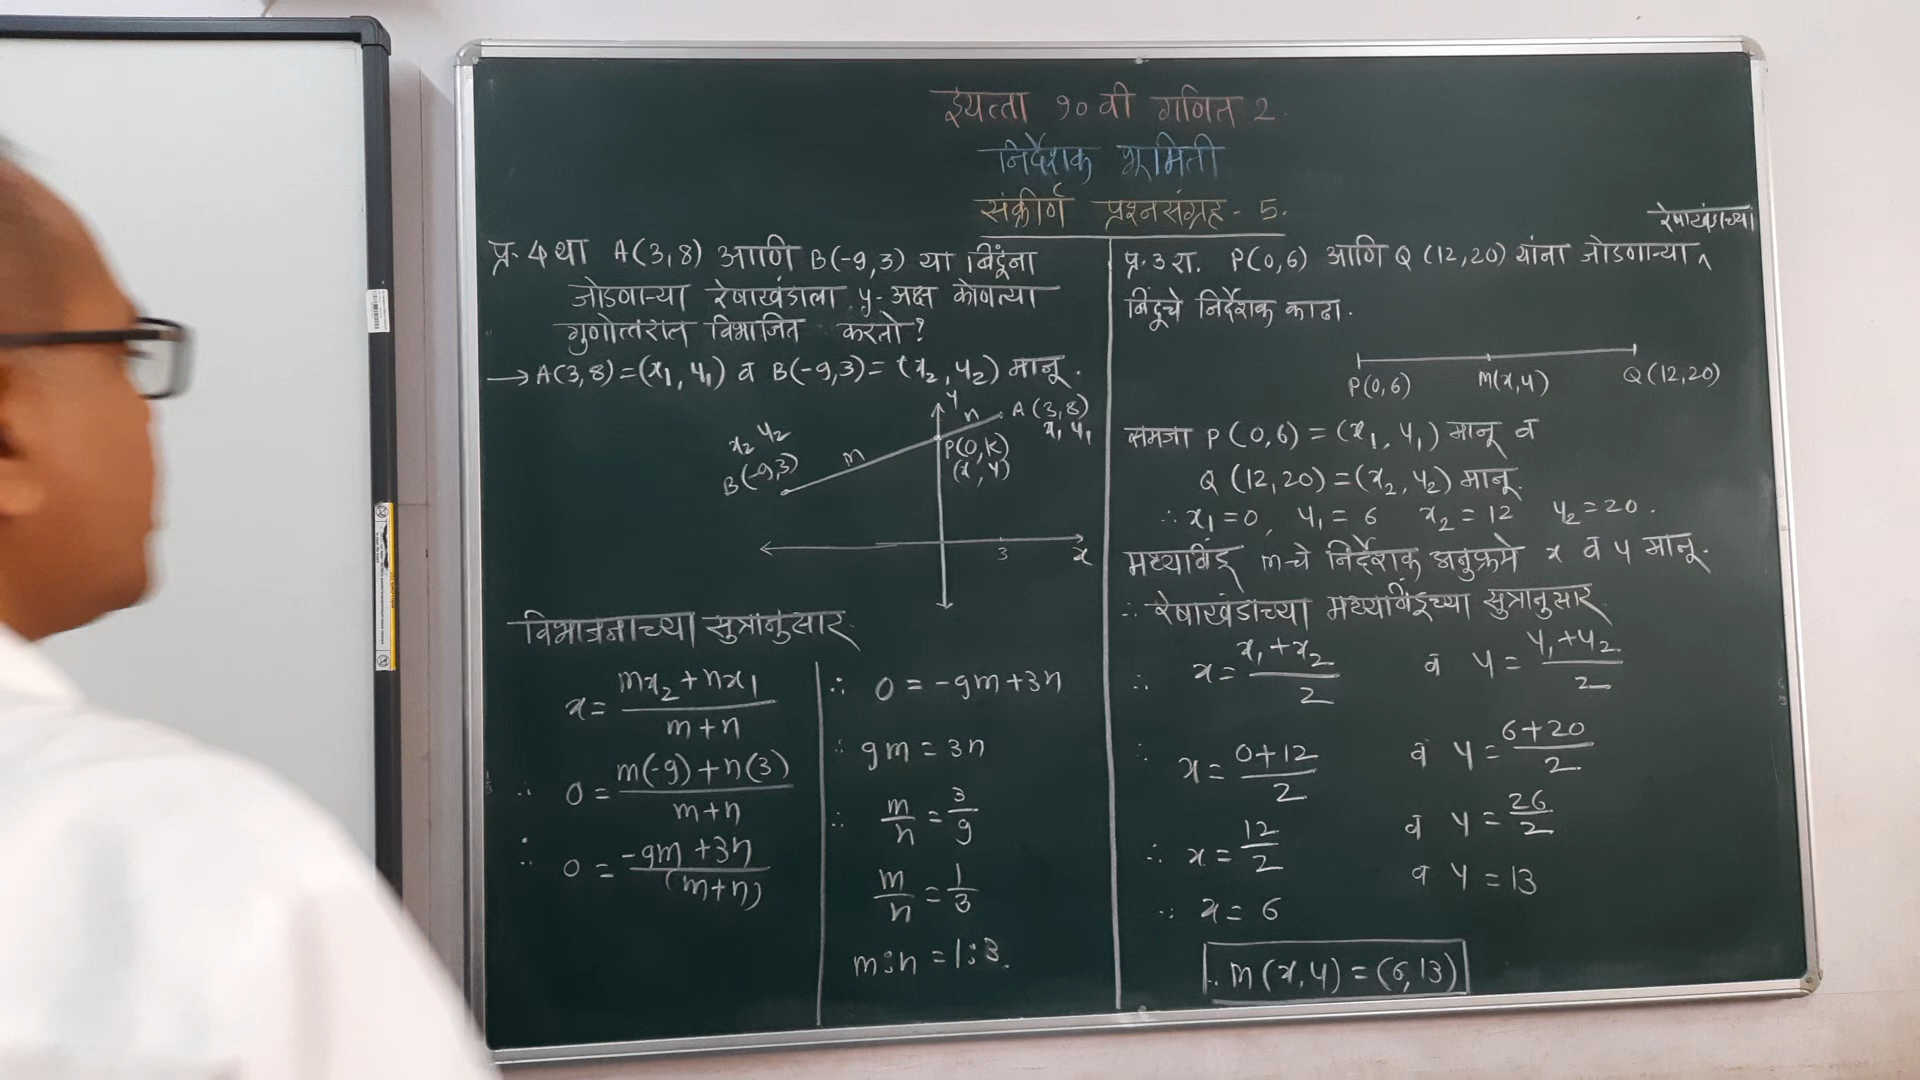 इयत्ता १० वी गणित 2.
निर्देशक भूमिती
संकीर्ण प्रश्नसंग्रह - 5.
प्र. 4 था A(3,8) आणि B(-9,3) या बिंदूंना
जोडणाऱ्या रेषाखंडाला y-अक्ष कोणत्या
गुणोत्तरात विभाजित करतो?
→ A(3,8) = (x₁, y₁) व B(-9,3) = (x₂, y₂) मानू.
y
n
A (3,8)
x₁ y₁
x₂ y₂
B(-9,3)
m
P(0,K)
(x, y)
3
x
विभाजनाच्या सुत्रानुसार
x = (mx₂ + nx₁)/(m+n)
∴ 0 = (m(-9)+n(3))/(m+n)
∴ 0 = (-9m+3n)/(m+n)
∴ 0 = -9m+3n
∴ 9m = 3n
∴ m/n = 3/9
m/n = 1/3
m:n = 1:3.
रेषाखंडाच्या
प्र. 3 रा. P(0,6) आणि Q (12,20) यांना जोडणाऱ्या ^
बिंदूचे निर्देशक काढा.
P(0,6) M(x,y) Q(12,20)
समजा P(0,6) = (x₁, y₁) मानू व
Q (12,20) = (x₂, y₂) मानू.
∴ x₁=0, y₁= 6 x₂ = 12 y₂=20.
मध्यबिंदू M चे निर्देशक अनुक्रमे x व y मानू.
∴ रेषाखंडाच्या मध्यबिंदूच्या सुत्रानुसार
∴ x = (x₁+x₂)/2 व y = (y₁+y₂)/2
∴ x = (0+12)/2 व y = (6+20)/2
∴ x = 12/2 व y = 26/2
∴ x = 6 व y = 13
∴ M (x,y) = (6,13)